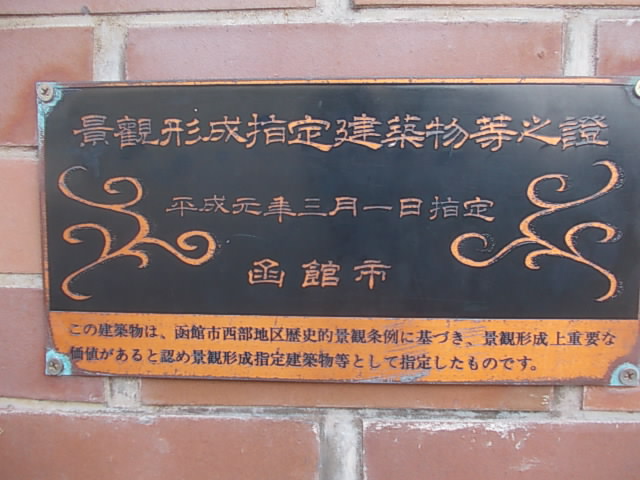 景観形成指定建築物等之證
平成元年三月一日指定
函館市
この建築物は、函館市西部地区歴史的景観条例に基づき、景観形成上重要な
価値があると認め景観形成指定建築物等として指定したものです。